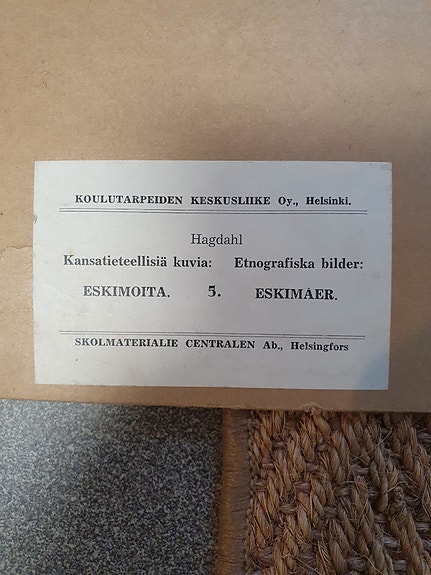 KOULUTARPEIDEN KESKUSLIIKE Oy., Helsinki.
Hagdahl
Kansatieteellisiä kuvia: Etnografiska bilder:
ESKIMOITA. 5. ESKIMÅER.
SKOLMATERIALIE CENTRALEN Ab., Helsingfors